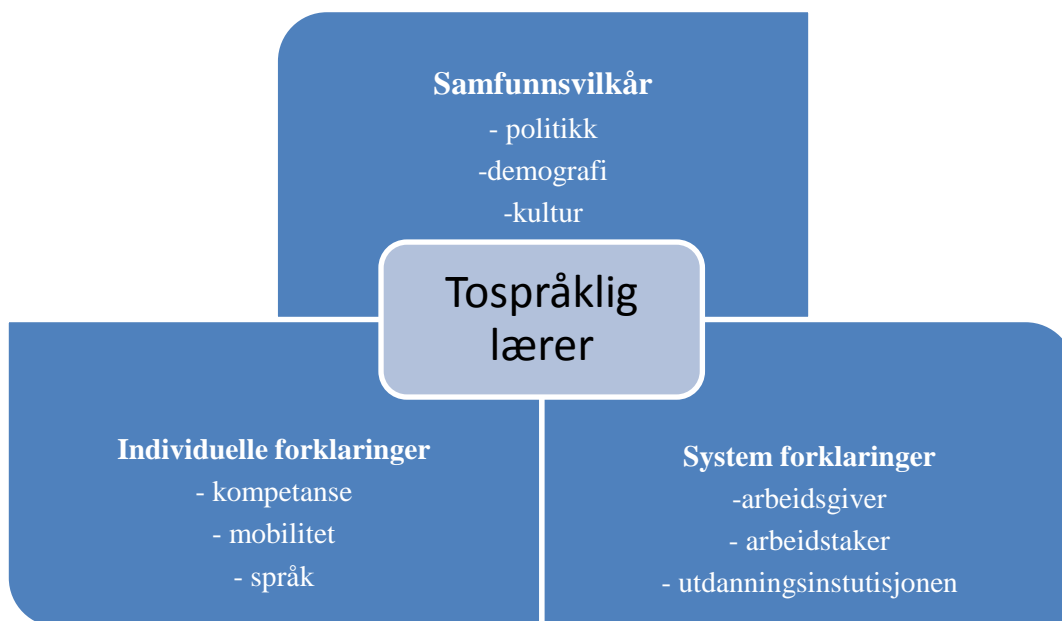 Samfunnsvilkår
- politikk
-demografi
-kultur
Tospråklig
lærer
Individuelle forklaringer
- kompetanse
- mobilitet
- språk
System forklaringer
-arbeidsgiver
- arbeidstaker
- utdanningsinstutisjonen